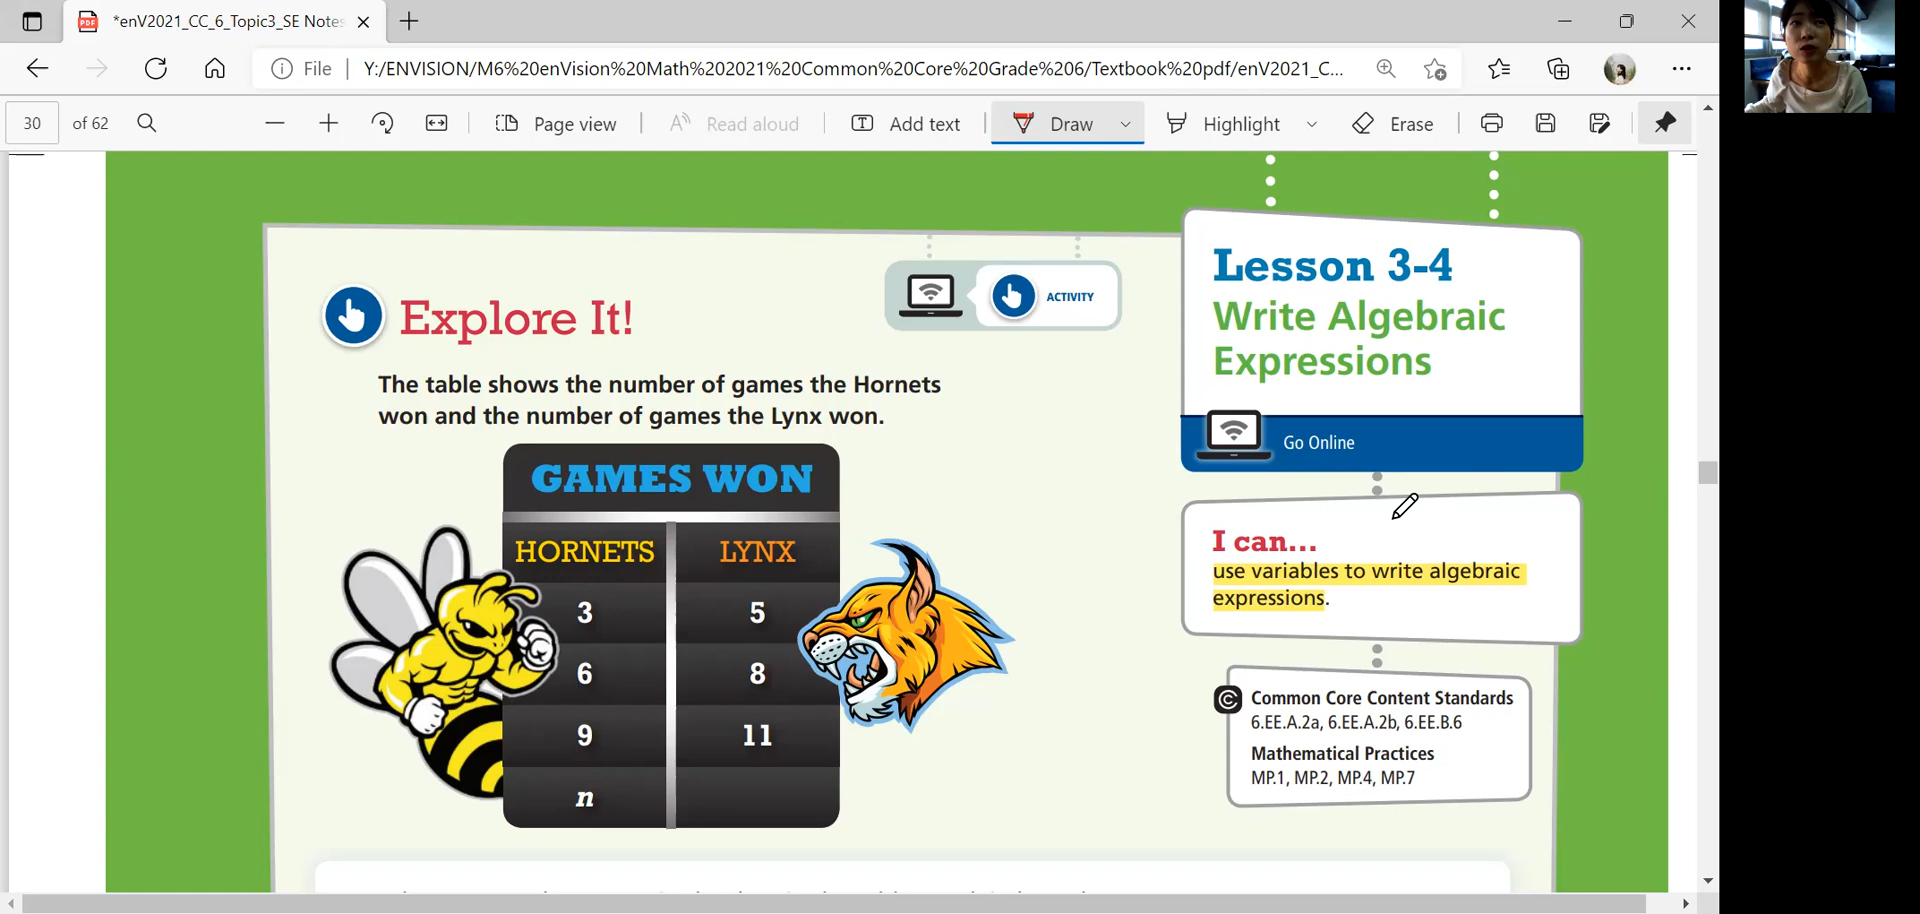 *enV2021_CC_6_Topic3_SE Notes
File
Y:/ENVISION/M6%20enVision%20Math%202021%20Common%20Core%20Grade%206/Textbook%20pdf/enV2021_C...
30 of 62
Page view
Read aloud
Add text
Draw
Highlight
Erase
Explore It!
ACTIVITY
The table shows the number of games the Hornets
won and the number of games the Lynx won.
GAMES WON
HORNETS LYNX
3 5
6 8
9 11
n
Lesson 3-4
Write Algebraic
Expressions
Go Online
I can...
use variables to write algebraic
expressions.
Common Core Content Standards
6.EE.A.2a, 6.EE.A.2b, 6.EE.B.6
Mathematical Practices
MP.1, MP.2, MP.4, MP.7